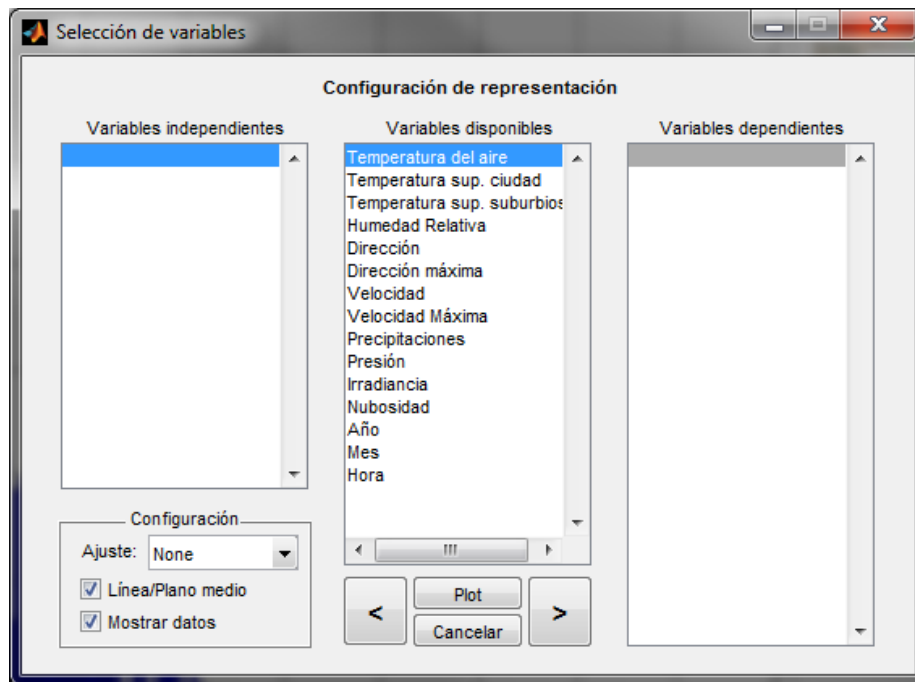 Selección de variables
Configuración de representación
Variables independientes
Variables disponibles
Variables dependientes
Temperatura del aire
Temperatura sup. ciudad
Temperatura sup. suburbios
Humedad Relativa
Dirección
Dirección máxima
Velocidad
Velocidad Máxima
Precipitaciones
Presión
Irradiancia
Nubosidad
Año
Mes
Hora
Configuración
Ajuste: None
Línea/Plano medio
Mostrar datos
<
Plot
Cancelar
>